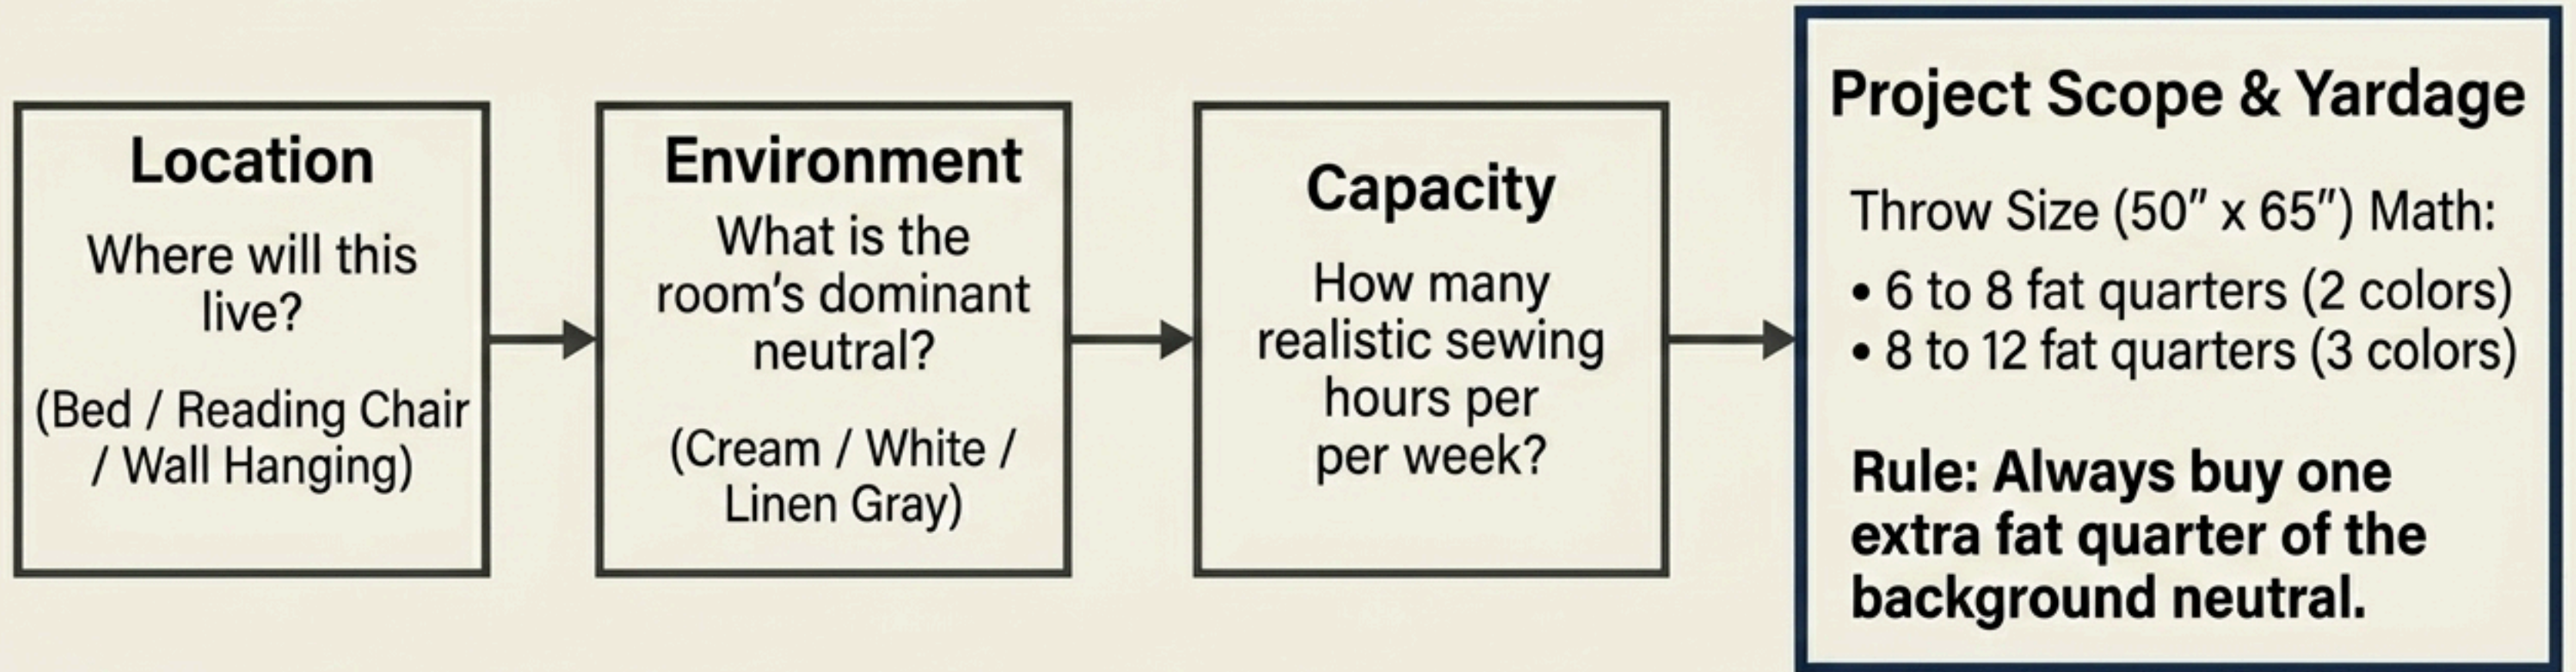 Location
Where will this
live?
(Bed / Reading Chair
/ Wall Hanging)
Environment
What is the
room's dominant
neutral?
(Cream / White /
Linen Gray)
Capacity
How many
realistic sewing
hours per
per week?
Project Scope & Yardage
Throw Size (50″ x 65″) Math:
• 6 to 8 fat quarters (2 colors)
• 8 to 12 fat quarters (3 colors)
Rule: Always buy one
extra fat quarter of the
background neutral.